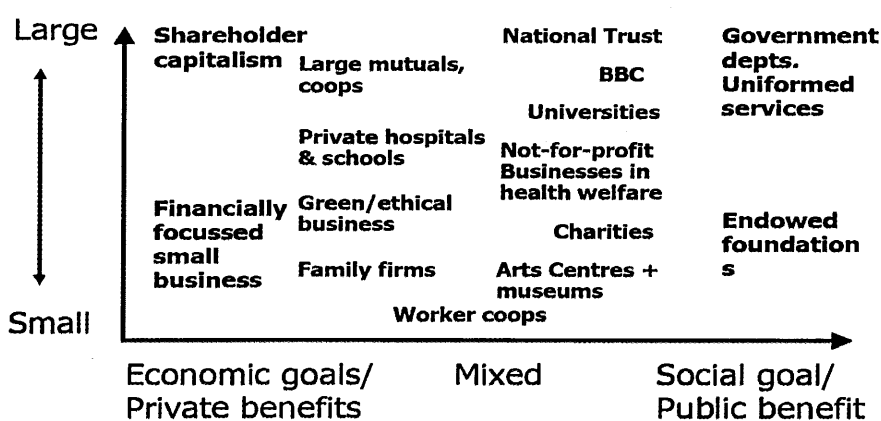 Large
Shareholder
capitalism
Large mutuals,
coops
National Trust
BBC
Universities
Government
depts.
Uniformed
services
Private hospitals
& schools
Not-for-profit
Businesses in
health welfare
Financially
focussed
small
business
Green/ethical
business
Charities
Endowed
foundation
s
Family firms
Arts Centres +
museums
Worker coops
Small
Economic goals/
Private benefits
Mixed
Social goal/
Public benefit